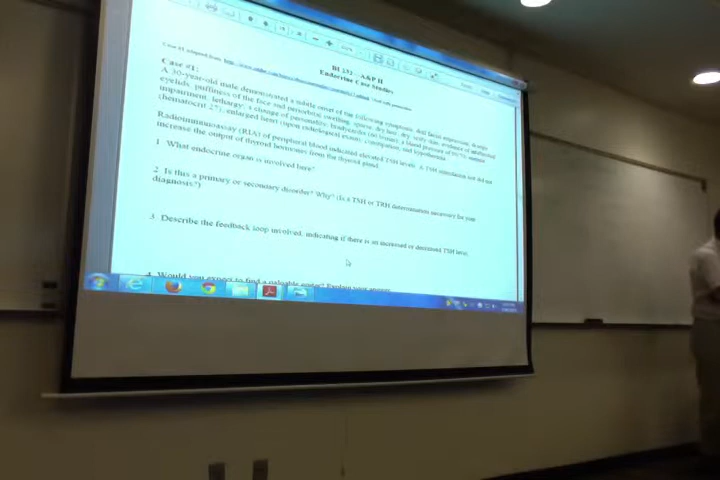 BI 232 - A&P II
Endocrine Case Studies
Case #1 adapted from
Case #1:
A 30-year-old male demonstrated a subtle onset of the following symptoms: dull facial expression; droopy
eyelids; puffiness of the face and periorbital swelling; sparse, dry hair; dry, scaly skin; evidence of intellectual
impairment; lethargy; a change of personality; bradycardia; a blood pressure of; anemia
(hematocrit 27); enlarged heart (upon radiological exam); constipation, and hypothermia.
Radioimmunoassay (RIA) of peripheral blood indicated elevated TSH levels. A TSH stimulation test did not
increase the output of thyroid hormones from the thyroid gland.
1 What endocrine organ is involved here?
2 Is this a primary or secondary disorder? Why? (Is a TSH or TRH determination necessary for your
diagnosis?)
3 Describe the feedback loop involved, indicating if there is an increased or decreased TSH level.
4 Would you expect to find a palpable goiter? Explain your answer.